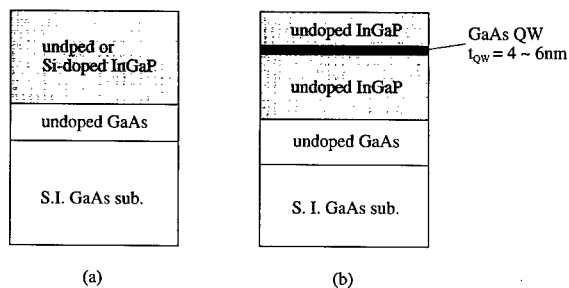 undped or
Si-doped InGaP
undoped GaAs
S.I. GaAs sub.
(a)
undoped InGaP
undoped InGaP
undoped GaAs
S. I. GaAs sub.
(b)
GaAs QW
t_QW = 4 ~ 6nm